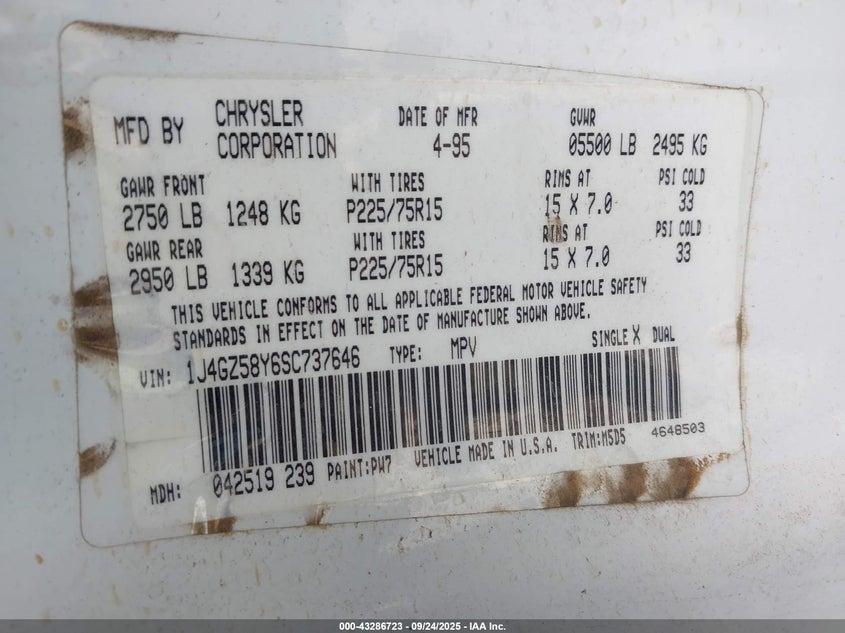 MFD BY CHRYSLER CORPORATION DATE OF MFR 4-95 GVWR 05500 LB 2495 KG
GAWR FRONT WITH TIRES RIMS AT PSI COLD
2750 LB 1248 KG P225/75R15 15 X 7.0 33
GAWR REAR WITH TIRES RIMS AT PSI COLD
2950 LB 1339 KG P225/75R15 15 X 7.0 33
THIS VEHICLE CONFORMS TO ALL APPLICABLE FEDERAL MOTOR VEHICLE SAFETY
STANDARDS IN EFFECT ON THE DATE OF MANUFACTURE SHOWN ABOVE.
VIN: 1J4GZ58Y6SC737646 TYPE: MPV SINGLE X DUAL
MDH: 042519 239 PAINT:PW7 VEHICLE MADE IN U.S.A. TRIM:M5D5 4648503
000-43286723 - 09/24/2025 - IAA Inc.